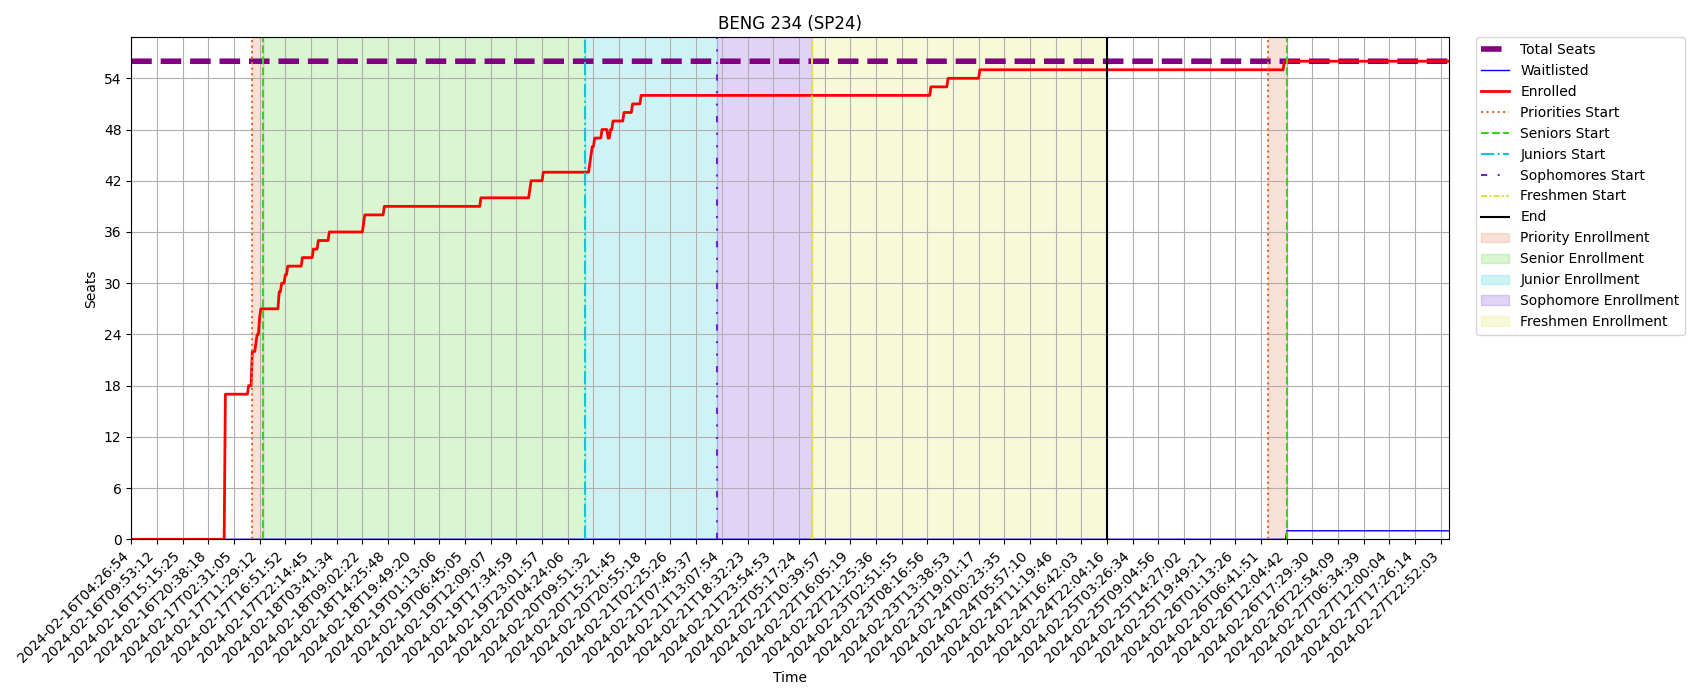 BENG 234 (SP24)
Total Seats
Waitlisted
Enrolled
Priorities Start
Seniors Start
Juniors Start
Sophomores Start
Freshmen Start
End
Priority Enrollment
Senior Enrollment
Junior Enrollment
Sophomore Enrollment
Freshmen Enrollment
Seats
54
48
42
36
30
24
18
12
6
0
2024-02-16T04:26:54
2024-02-16T09:53:12
2024-02-16T15:15:25
2024-02-16T20:38:18
2024-02-17T02:31:05
2024-02-17T11:29:12
2024-02-17T16:51:52
2024-02-17T22:14:45
2024-02-18T03:41:34
2024-02-18T09:02:22
2024-02-18T14:25:48
2024-02-18T19:49:20
2024-02-19T01:13:06
2024-02-19T06:45:05
2024-02-19T12:09:07
2024-02-19T17:34:59
2024-02-19T23:01:57
2024-02-20T04:24:06
2024-02-20T09:51:32
2024-02-20T15:21:45
2024-02-20T20:55:18
2024-02-21T02:25:26
2024-02-21T07:45:37
2024-02-21T13:07:54
2024-02-21T18:32:23
2024-02-21T23:54:53
2024-02-22T05:17:24
2024-02-22T10:39:57
2024-02-22T16:05:19
2024-02-22T21:25:36
2024-02-23T02:51:55
2024-02-23T08:16:56
2024-02-23T13:38:53
2024-02-23T19:01:17
2024-02-24T00:23:35
2024-02-24T05:57:10
2024-02-24T11:19:46
2024-02-24T16:42:03
2024-02-24T22:04:16
2024-02-25T03:26:34
2024-02-25T09:04:56
2024-02-25T14:27:02
2024-02-25T19:49:21
2024-02-26T01:13:26
2024-02-26T06:41:51
2024-02-26T12:04:42
2024-02-26T17:29:30
2024-02-26T22:54:09
2024-02-27T06:34:39
2024-02-27T12:00:04
2024-02-27T17:26:14
2024-02-27T22:52:03
Time